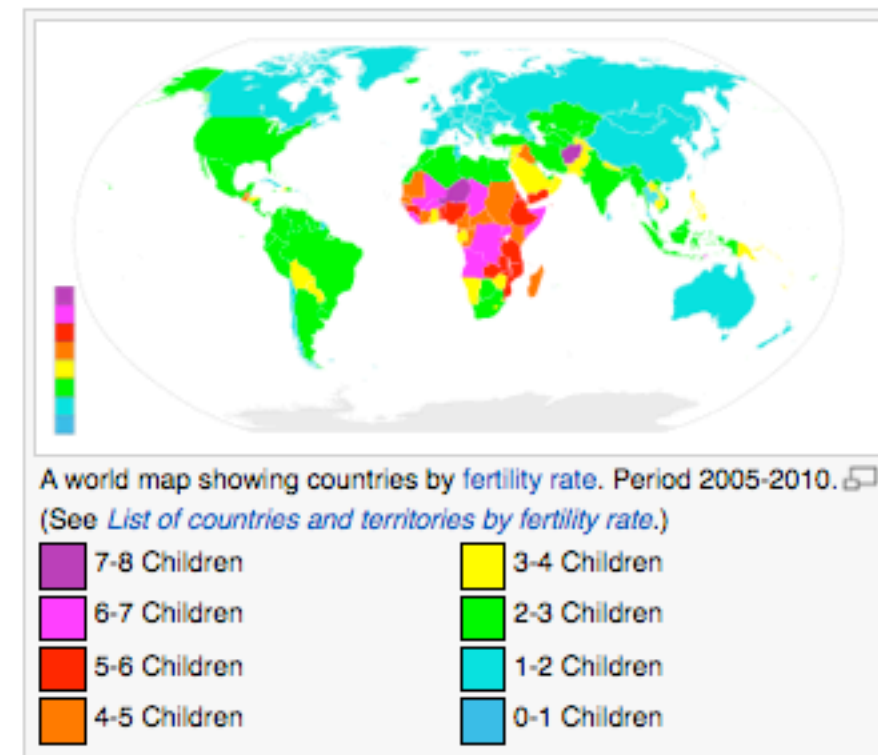 A world map showing countries by fertility rate. Period 2005-2010.
(See List of countries and territories by fertility rate.)
7-8 Children
6-7 Children
5-6 Children
4-5 Children
3-4 Children
2-3 Children
1-2 Children
0-1 Children